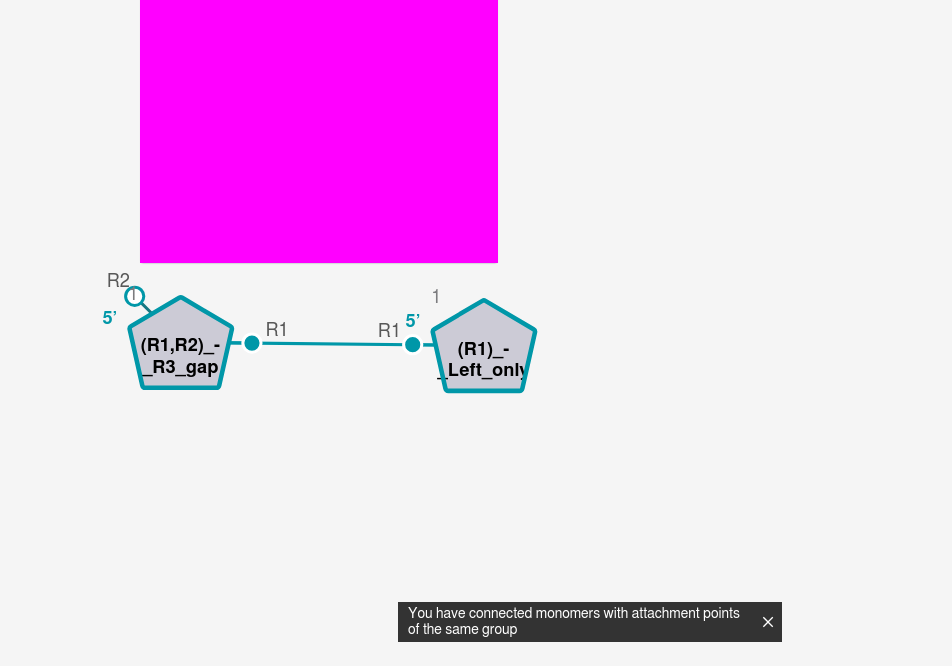 R2
1
5’
(R1,R2)_-
_R3_gap
R1
R1
5’
1
(R1)_-
_Left_only
You have connected monomers with attachment points
of the same group